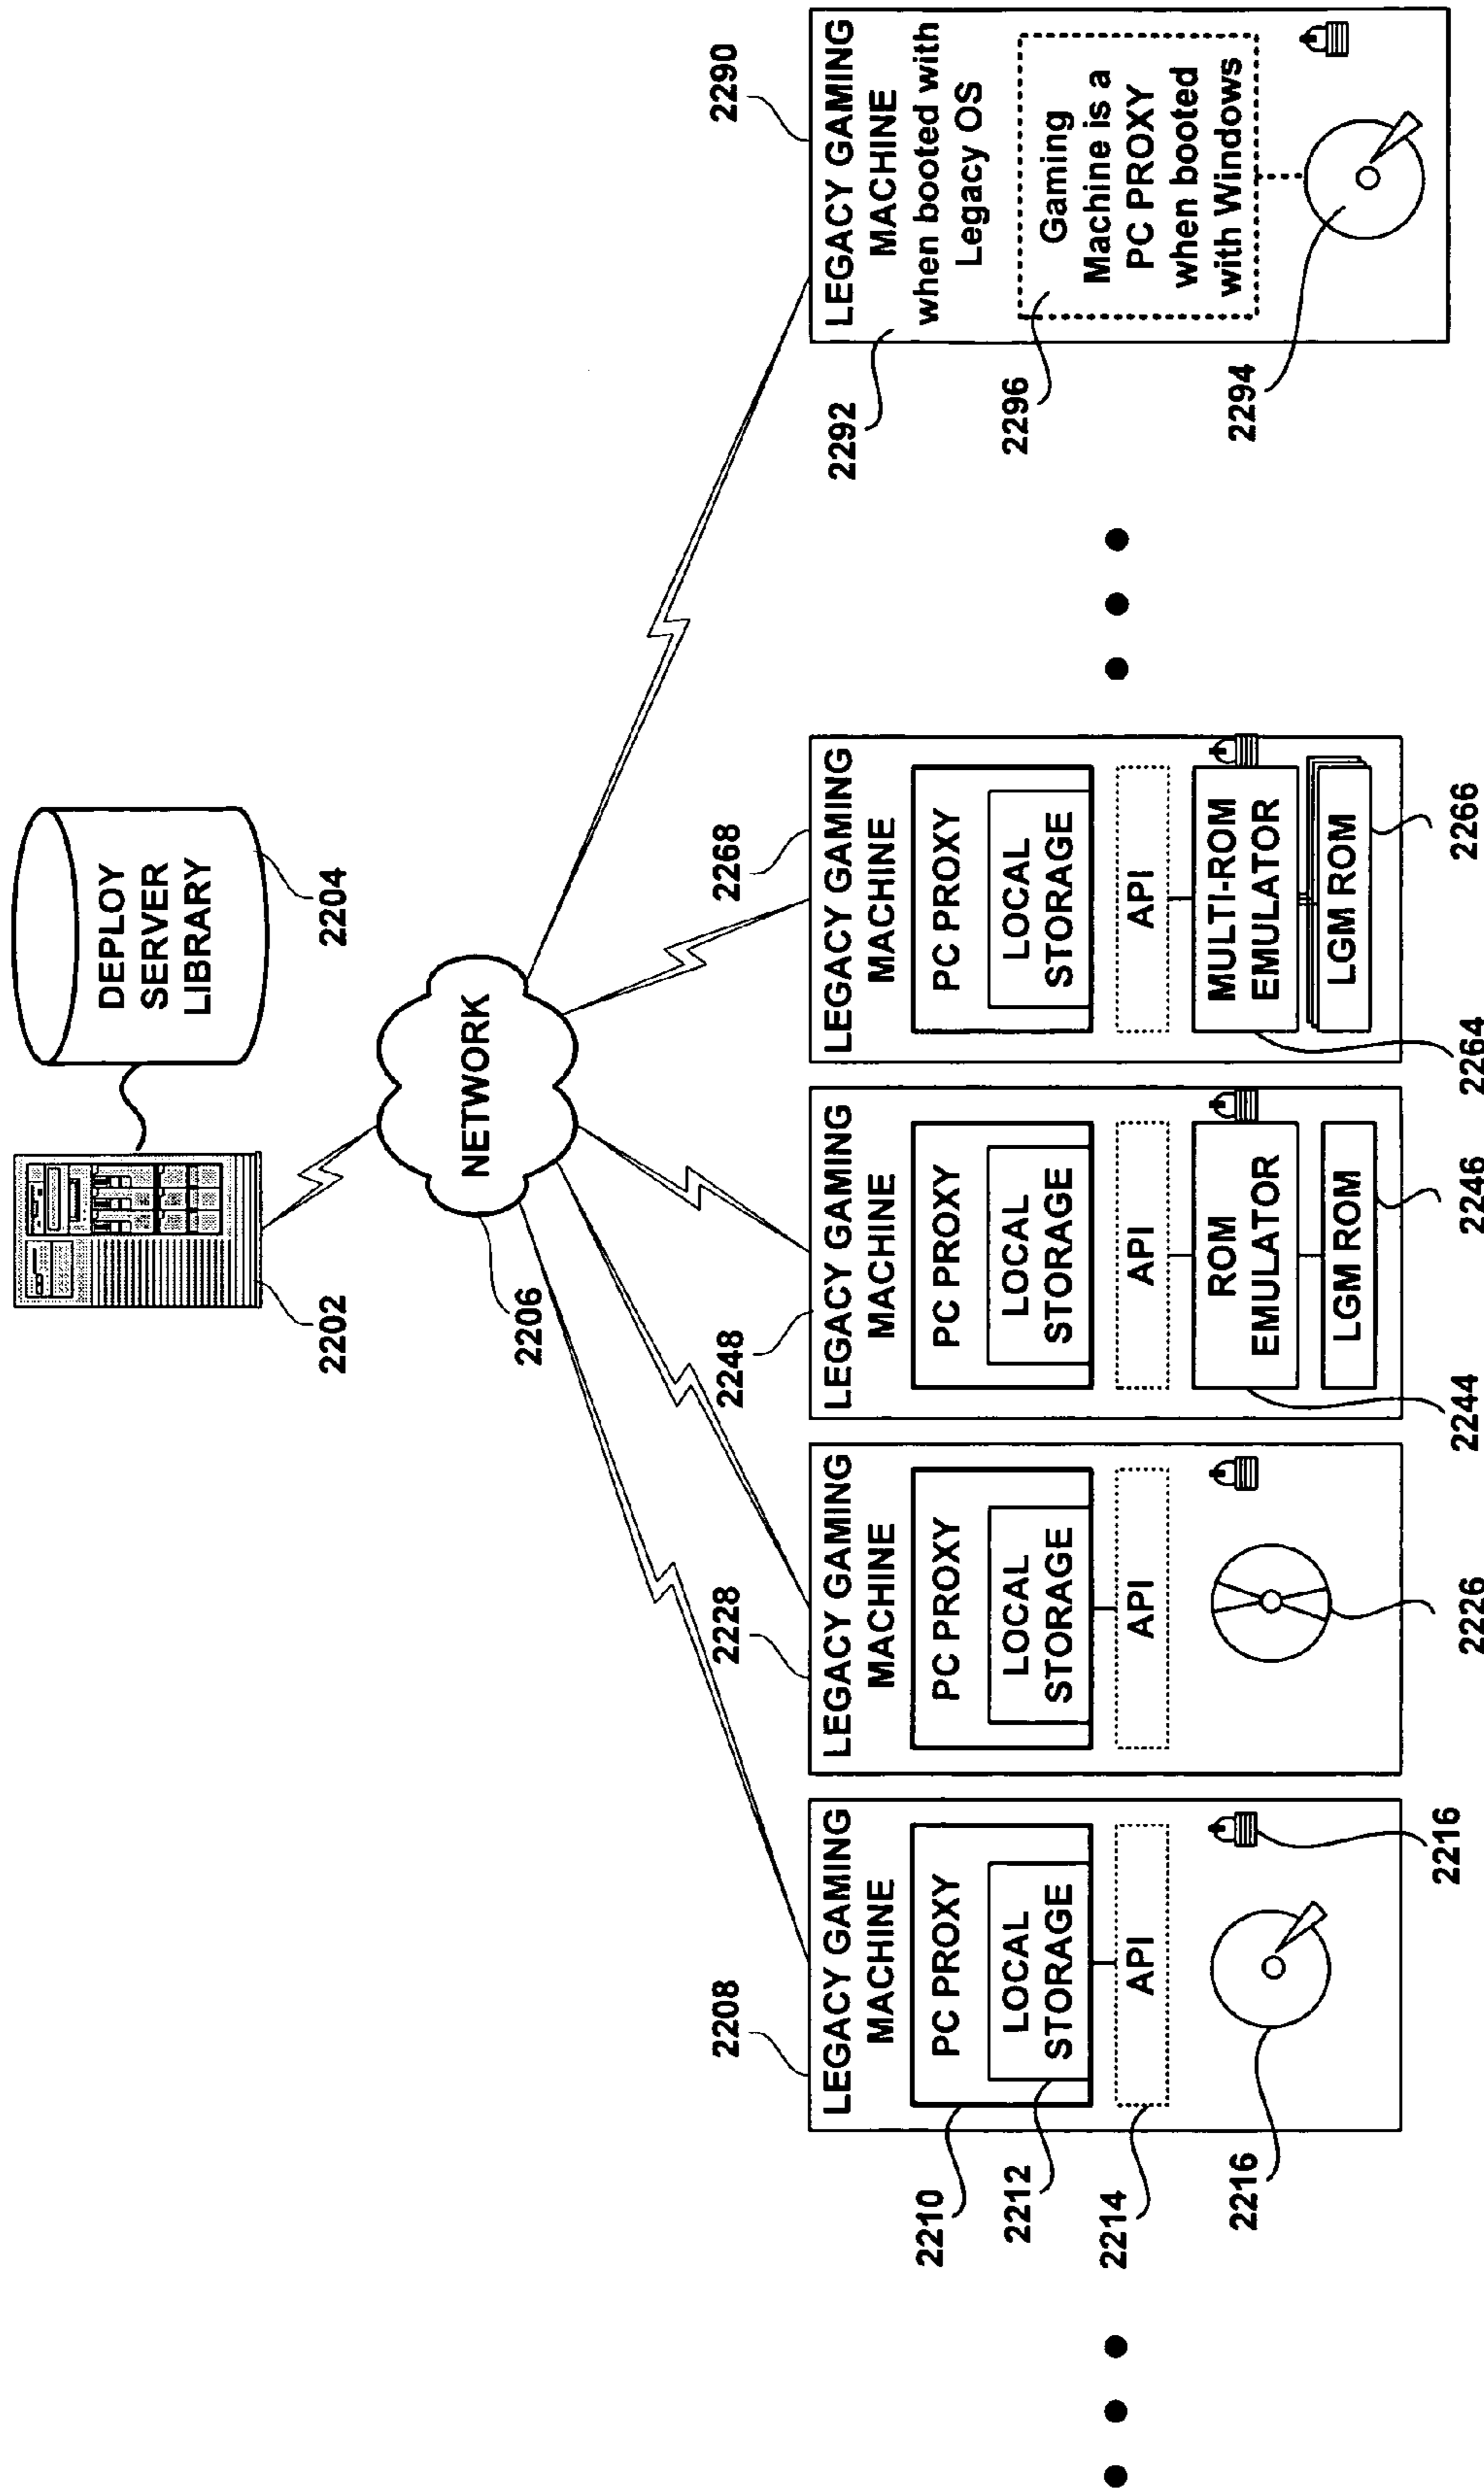 DEPLOY
SERVER
LIBRARY
2204
2202
NETWORK
2206
2208
LEGACY GAMING
MACHINE
PC PROXY
LOCAL
STORAGE
API
2210
2212
2214
2216
2216
2228
LEGACY GAMING
MACHINE
PC PROXY
LOCAL
STORAGE
API
2226
2248
LEGACY GAMING
MACHINE
PC PROXY
LOCAL
STORAGE
API
ROM
EMULATOR
LGM ROM
2244
2246
2268
LEGACY GAMING
MACHINE
PC PROXY
LOCAL
STORAGE
API
MULTI-ROM
EMULATOR
LGM ROM
2264
2266
2290
LEGACY GAMING
MACHINE
when booted with
Legacy OS
Gaming
Machine is a
PC PROXY
when booted
with Windows
2292
2296
2294